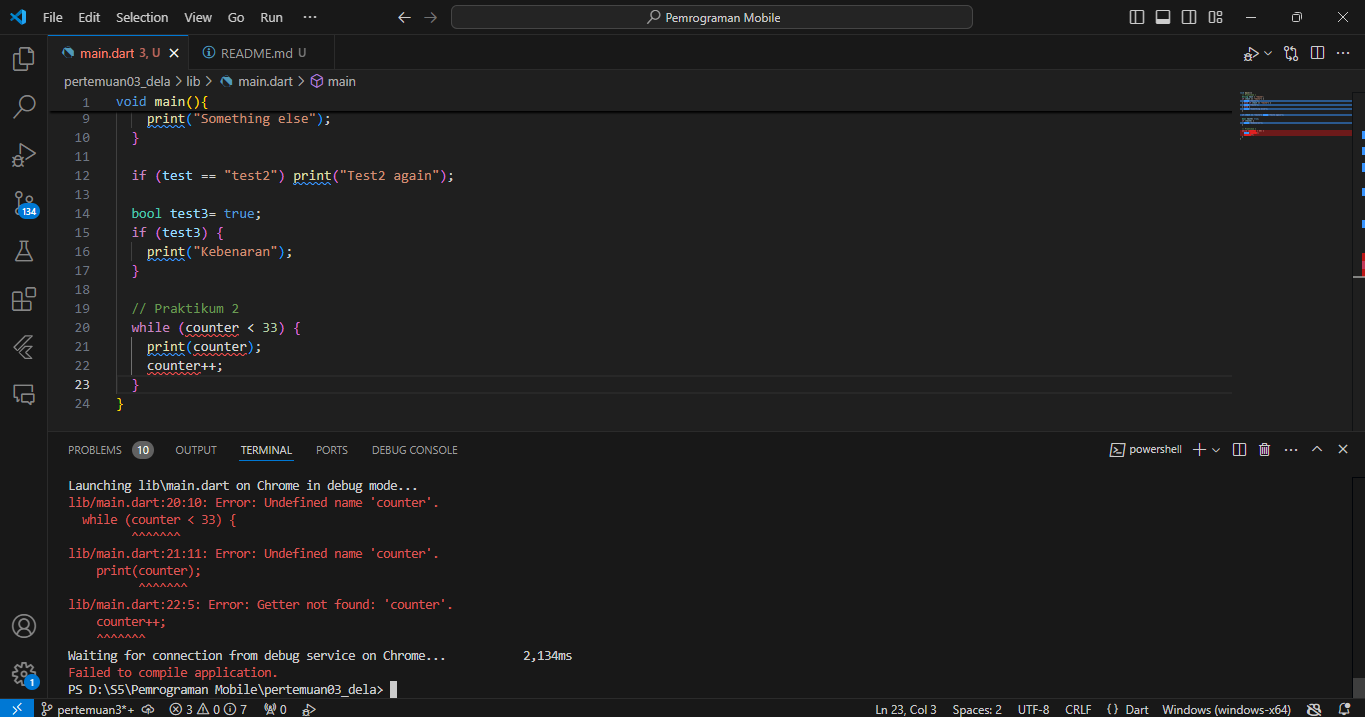 File Edit Selection View Go Run ... Pemrograman Mobile
main.dart 3, U README.md U
pertemuan03_dela > lib > main.dart > main
1 void main(){
9 print("Something else");
10 }
11
12 if (test == "test2") print("Test2 again");
13
14 bool test3= true;
15 if (test3) {
16 print("Kebenaran");
17 }
18
19 // Praktikum 2
20 while (counter < 33) {
21 print(counter);
22 counter++;
23 }
24 }
134
PROBLEMS 10 OUTPUT TERMINAL PORTS DEBUG CONSOLE powershell
Launching lib\main.dart on Chrome in debug mode...
lib/main.dart:20:10: Error: Undefined name 'counter'.
while (counter < 33) {
^^^^^^^
lib/main.dart:21:11: Error: Undefined name 'counter'.
print(counter);
^^^^^^^
lib/main.dart:22:5: Error: Getter not found: 'counter'.
counter++;
^^^^^^^
Waiting for connection from debug service on Chrome... 2,134ms
Failed to compile application.
PS D:\S5\Pemrograman Mobile\pertemuan03_dela>
1
pertemuan3*+ 3 0 7 0 Ln 23, Col 3 Spaces: 2 UTF-8 CRLF {} Dart Windows (windows-x64)